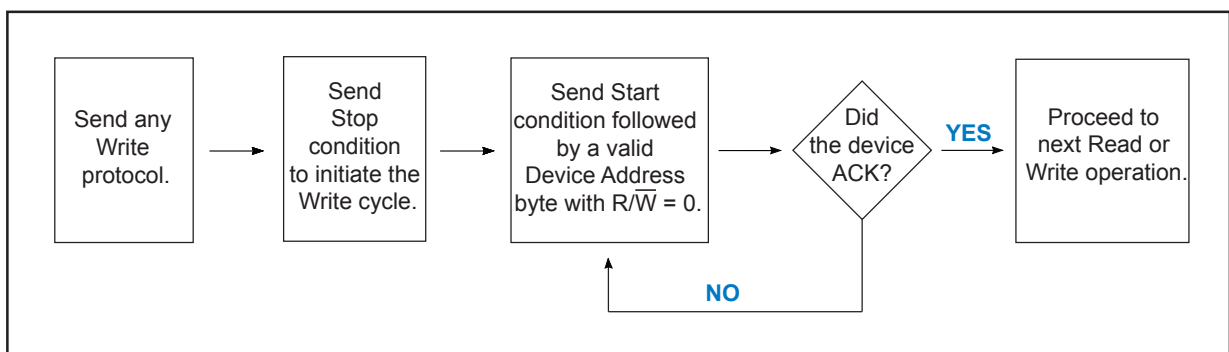 Send any
Write
protocol.
Send
Stop
condition
to initiate the
Write cycle.
Send Start
condition followed
by a valid
Device Address
byte with R/W̅ = 0.
Did
the device
ACK?
YES
NO
Proceed to
next Read or
Write operation.